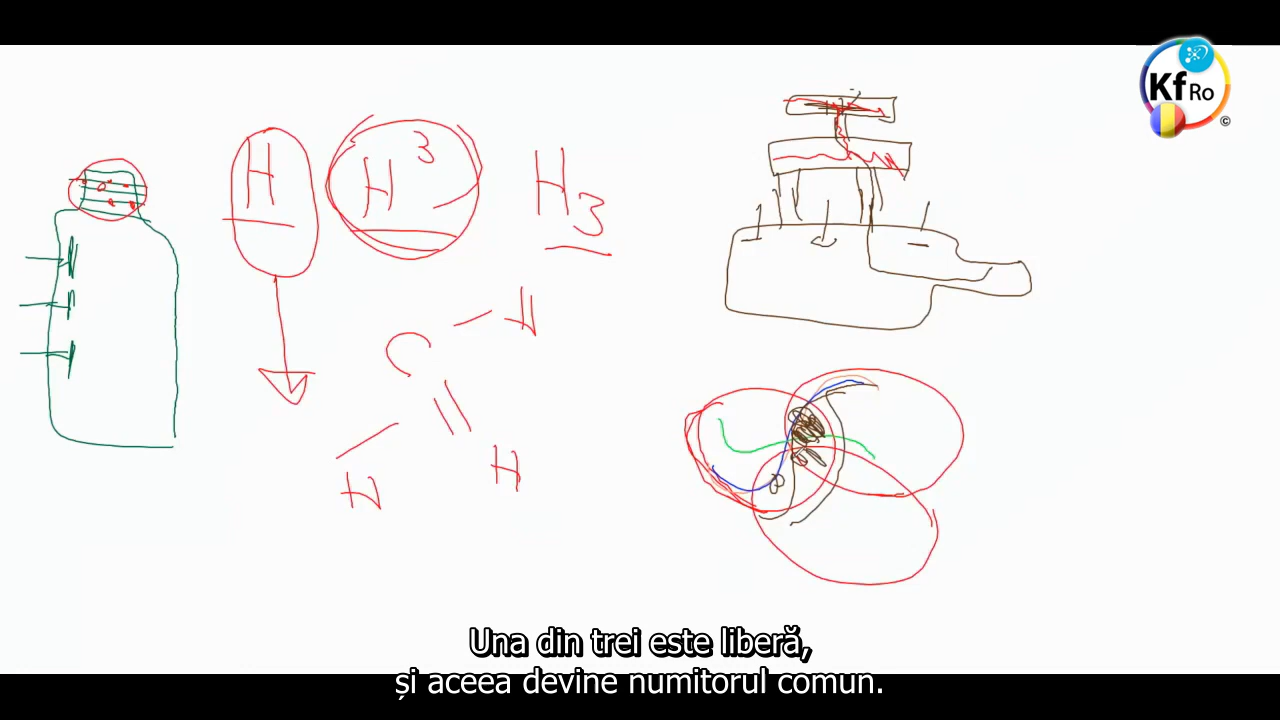 Kf Ro
©
H H³ H₃
C H
H H
Una din trei este liberă,
și aceea devine numitorul comun.